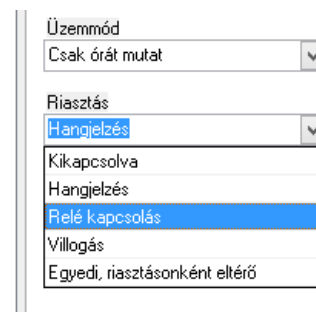 Üzemmód
Csak órát mutat
Riasztás
Hangjelzés
Kikapcsolva
Hangjelzés
Relé kapcsolás
Villogás
Egyedi, riasztásonként eltérő